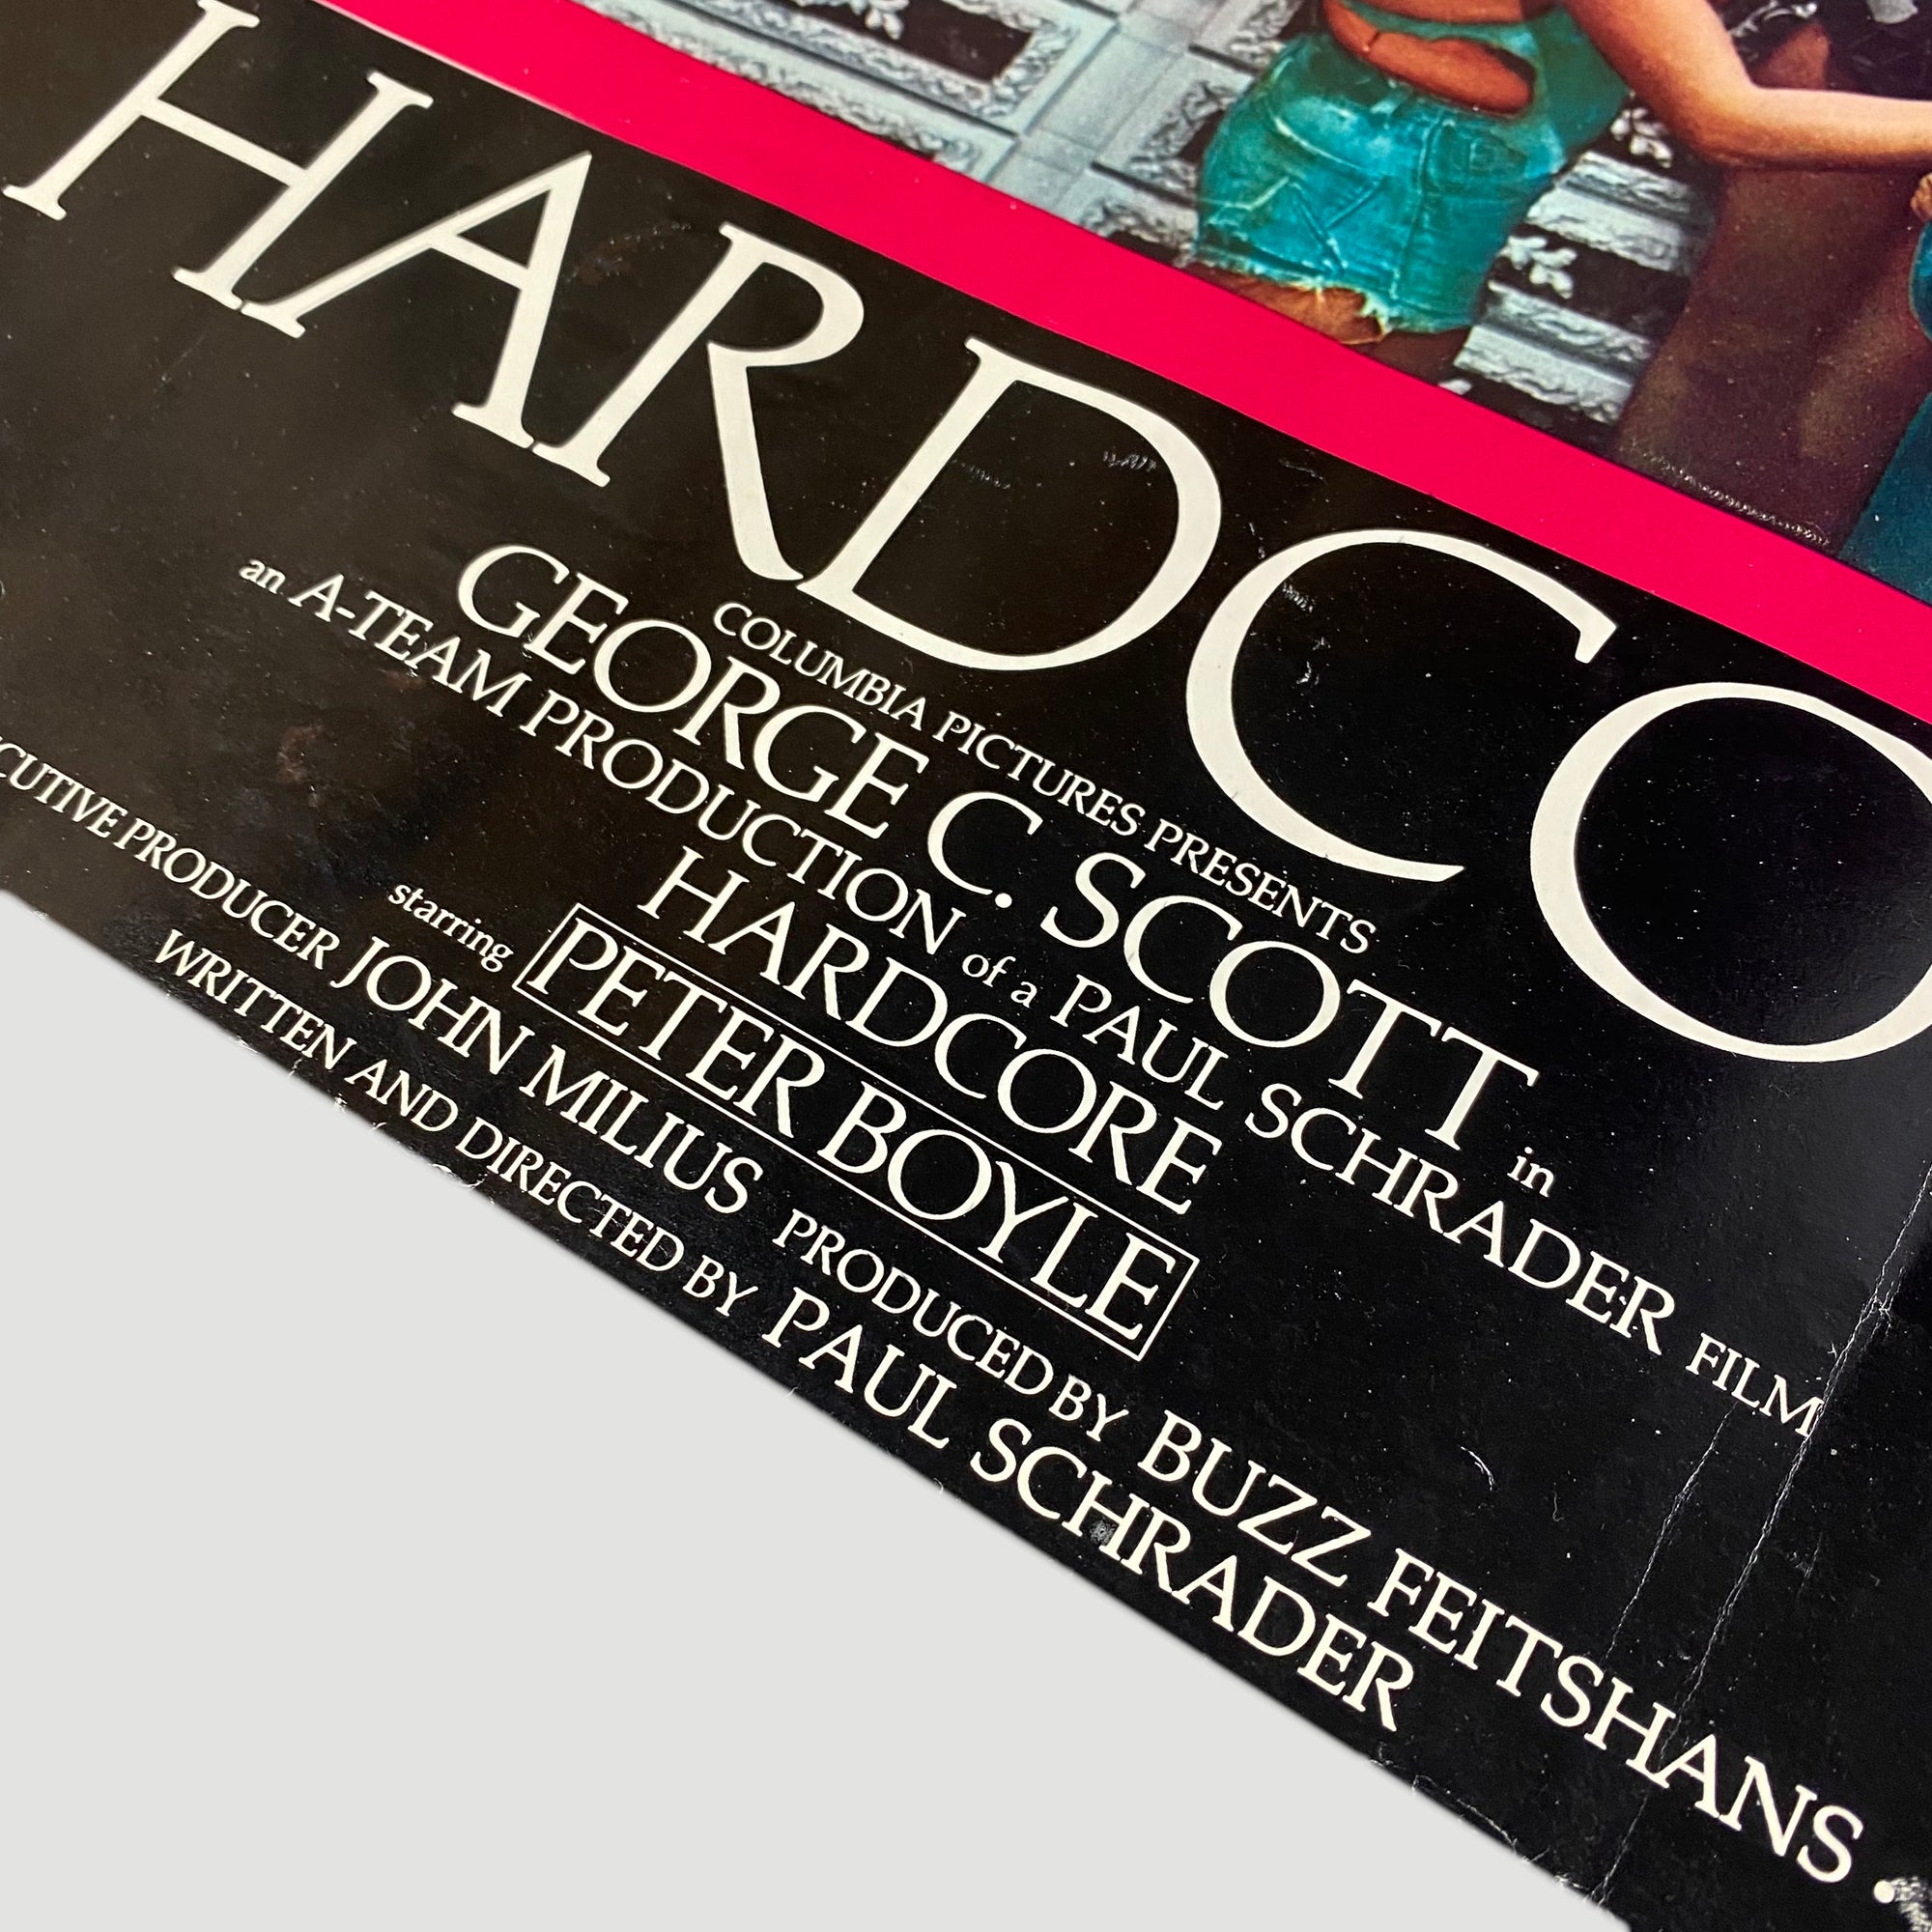 HARDCO
COLUMBIA PICTURES PRESENTS
GEORGE C. SCOTT in
an A-TEAM PRODUCTION of a PAUL SCHRADER FILM
HARDCORE
starring PETER BOYLE
CUTIVE PRODUCER JOHN MILIUS PRODUCED BY BUZZ FEITSHANS •
WRITTEN AND DIRECTED BY PAUL SCHRADER